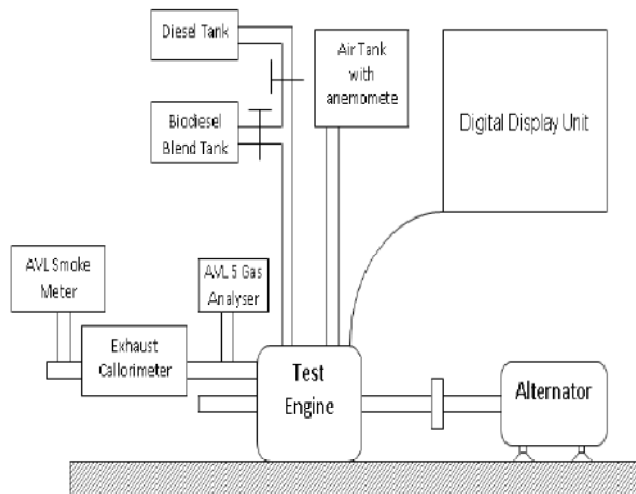 Diesel Tank
Air Tank
with
anemomete
Digital Display Unit
Biodiesel
Blend Tank
AVL Smoke
Meter
AVL 5 Gas
Analyser
Exhaust
Callorimeter
Test
Engine
Alternator